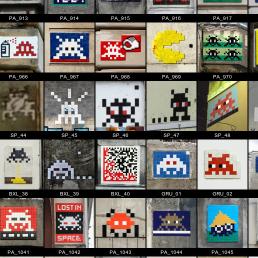 PA_913 PA_914 PA_915 PA_916 PA_917
PA_966 PA_967 PA_968 PA_969 PA_970
SP_44 SP_45 SP_46 SP_47 SP_48
BXL_38 BXL_39 BXL_40 GRU_01 GRU_02
LOST IN
SPACE
PA_1041 PA_1042 PA_1043 PA_1044 PA_1045